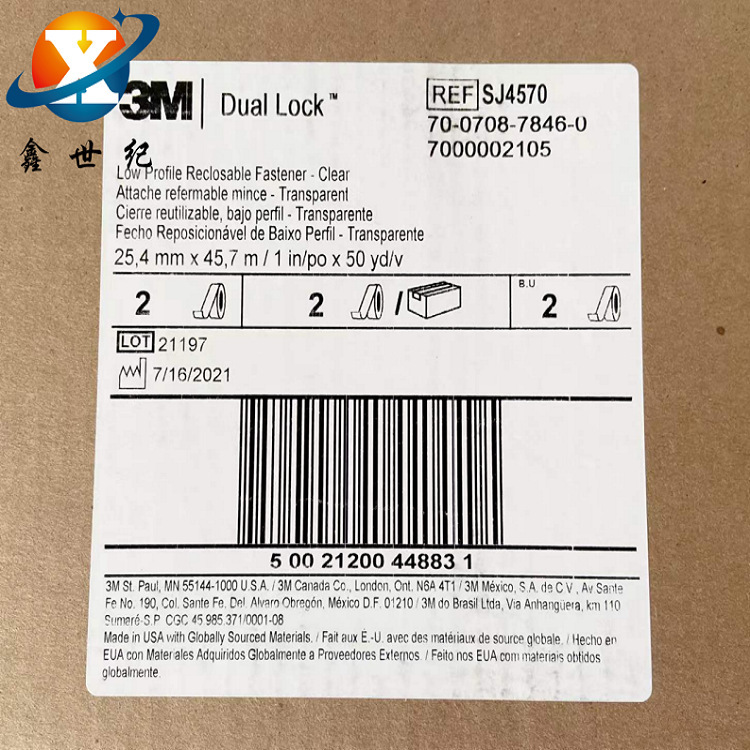 X
鑫世纪
3M Dual Lock™
REF SJ4570
70-0708-7846-0
7000002105
Low Profile Reclosable Fastener - Clear
Attache refermable mince - Transparent
Cierre reutilizable, bajo perfil - Transparente
Fecho Reposicionável de Baixo Perfil - Transparente
25,4 mm x 45,7 m / 1 in/po x 50 yd/v
2
2 /
B.U
2
LOT 21197
7/16/2021
5 00 21200 44883 1
3M St. Paul, MN 55144-1000 U.S.A. / 3M Canada Co., London, Ont. N6A 4T1 / 3M México, S.A. de C.V., Av Sante
Fe No. 190, Col. Sante Fe. Del. Alvaro Obregón, México D.F. 01210 / 3M do Brasil Ltda, Via Anhangüera, km 110
Sumaré-S.P. CGC 45.985.371/0001-08
Made in USA with Globally Sourced Materials. / Fait aux É.-U. avec des matériaux de source globale. / Hecho en
EUA con Materiales Adquiridos Globalmente a Proveedores Externos. / Feito nos EUA com materiais obtidos
globalmente.